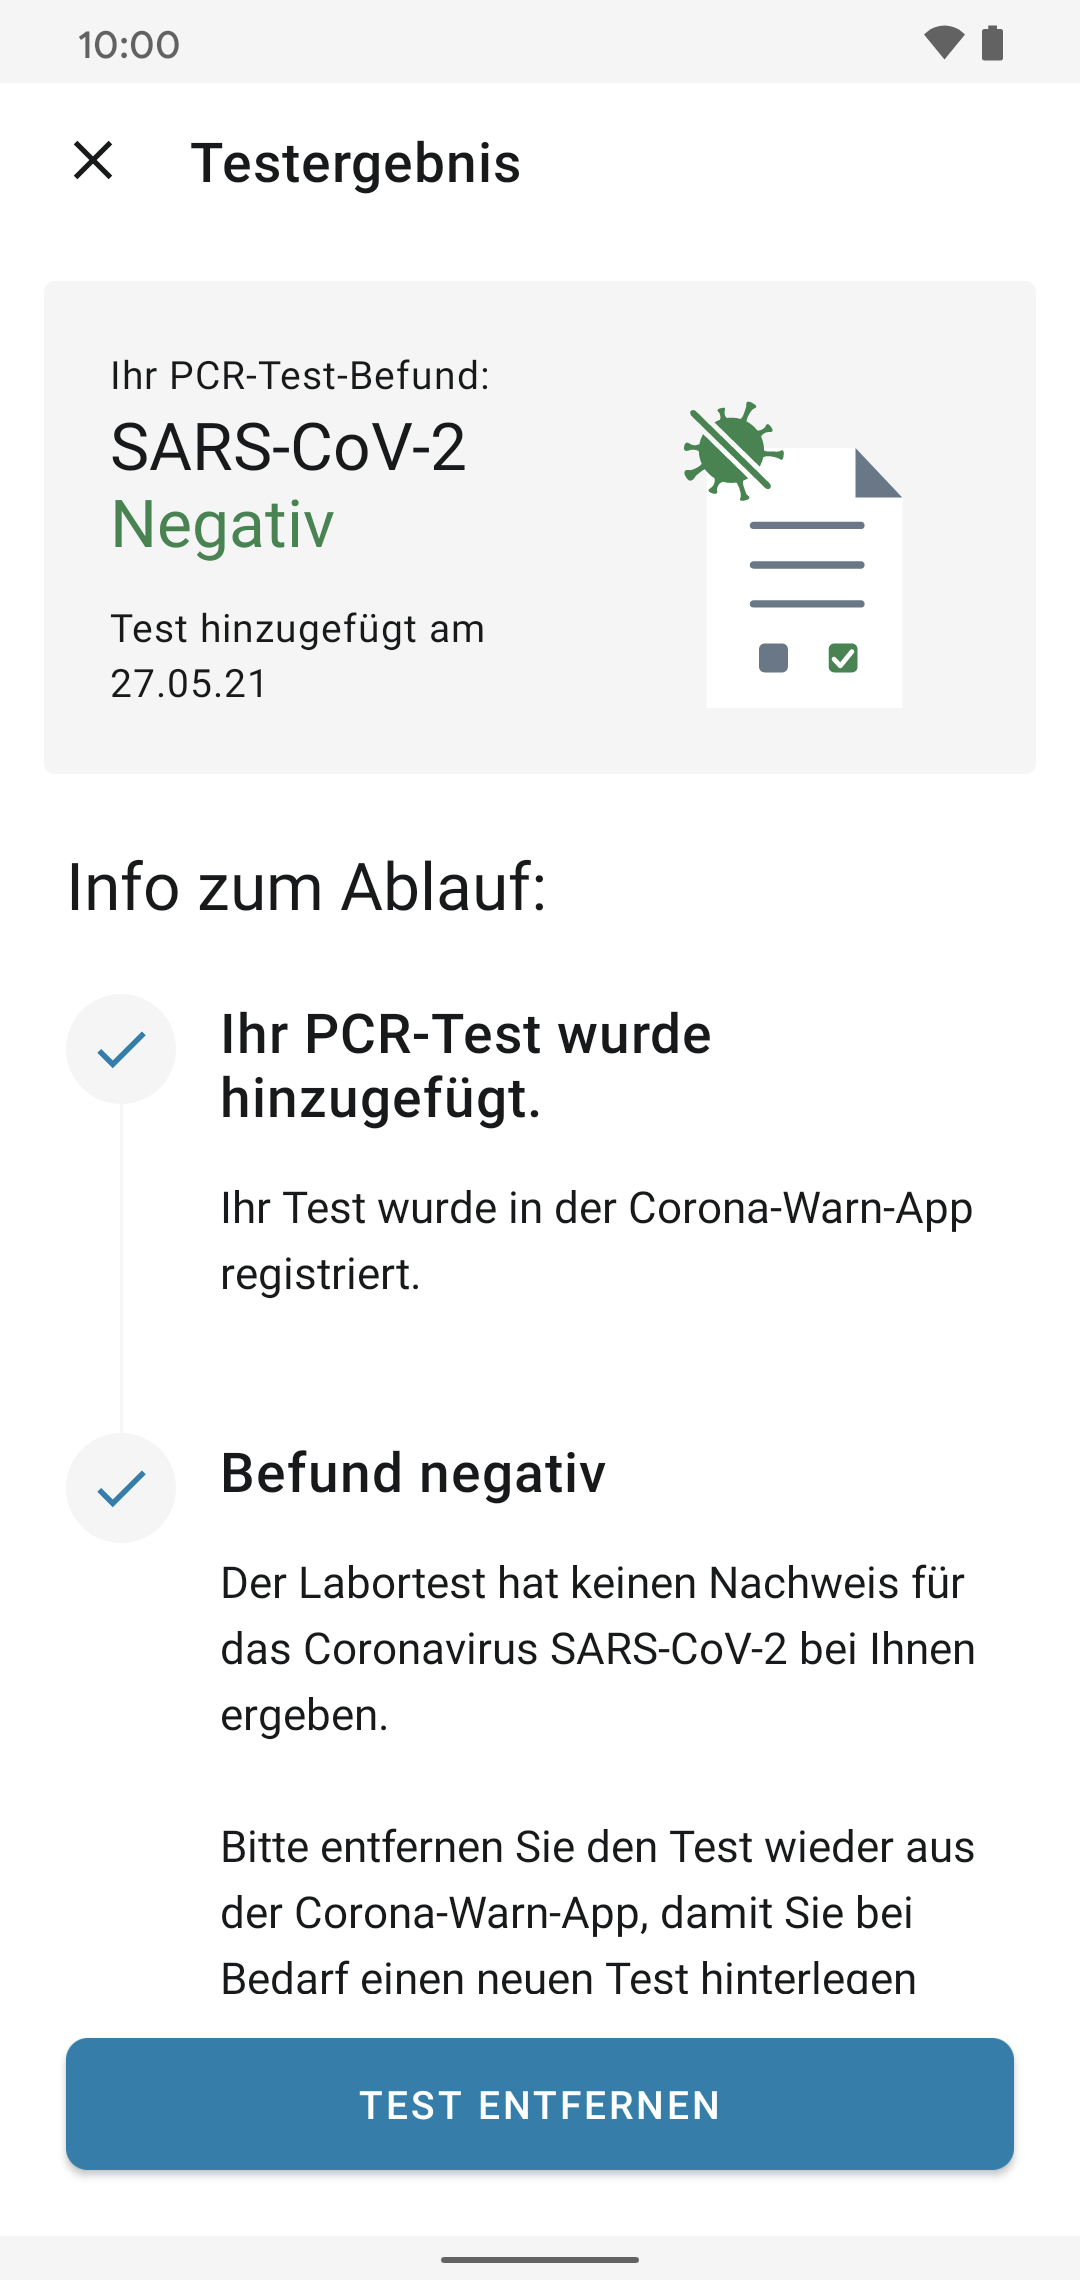 10:00
Testergebnis
Ihr PCR-Test-Befund:
SARS-CoV-2
Negativ
Test hinzugefügt am
27.05.21
Info zum Ablauf:
Ihr PCR-Test wurde
hinzugefügt.
Ihr Test wurde in der Corona-Warn-App
registriert.
Befund negativ
Der Labortest hat keinen Nachweis für
das Coronavirus SARS-CoV-2 bei Ihnen
ergeben.
Bitte entfernen Sie den Test wieder aus
der Corona-Warn-App, damit Sie bei
Bedarf einen neuen Test hinterlegen
TEST ENTFERNEN